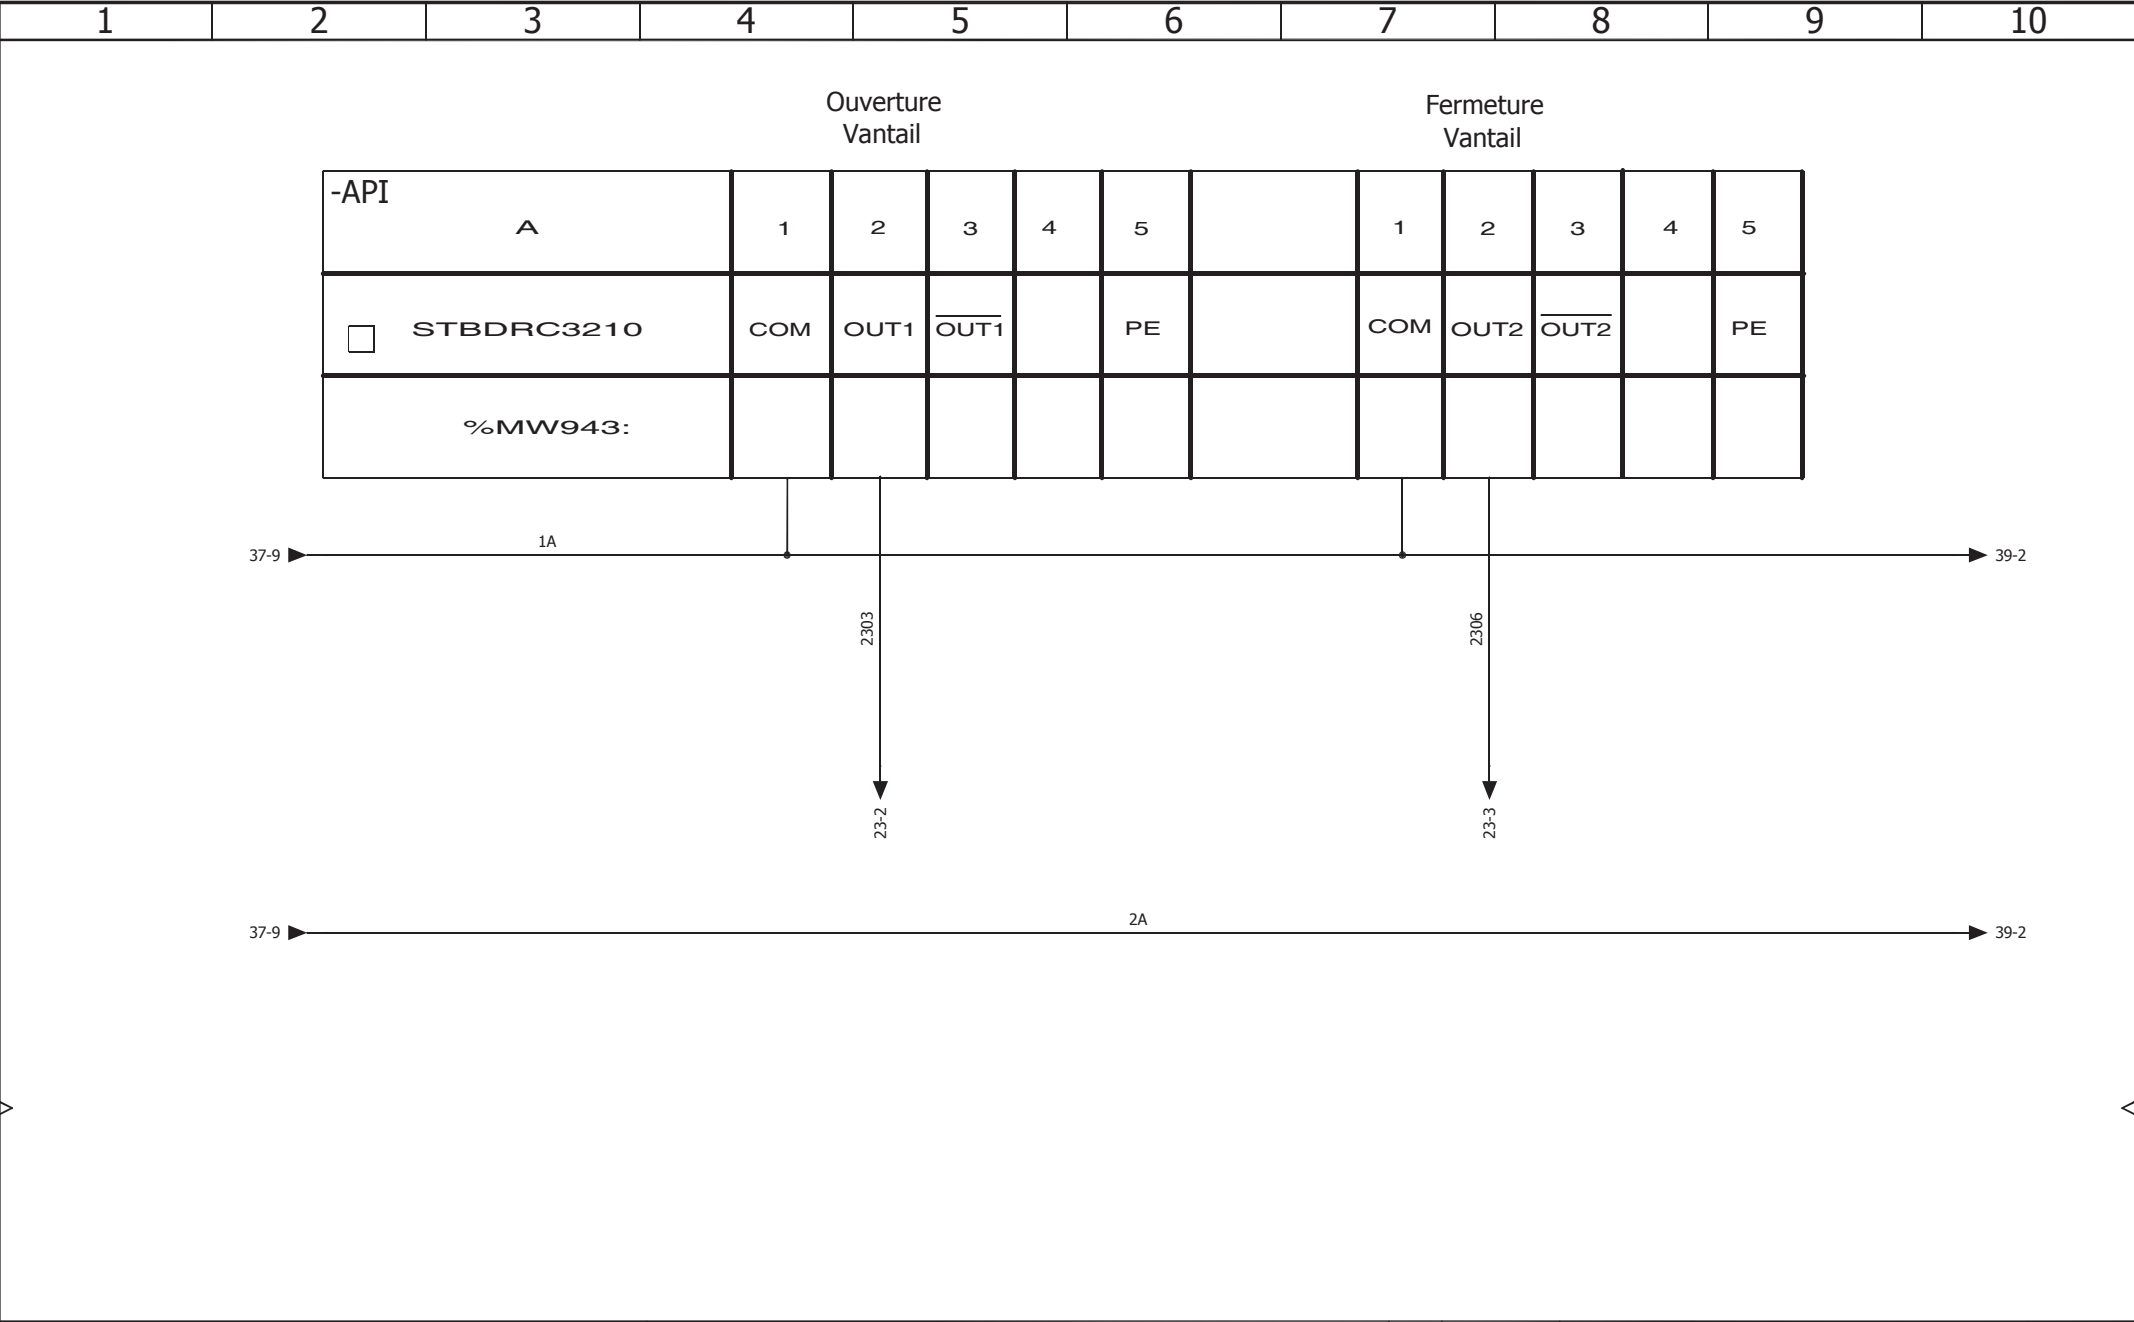 1 2 3 4 5 6 7 8 9 10
Ouverture
Vantail
Fermeture
Vantail
-API
A 1 2 3 4 5 1 2 3 4 5
STBDRC3210 COM OUT1 OUT1 PE COM OUT2 OUT2 PE
%MW943:
1A
37-9 39-2
2303 2306
23-2 23-3
2A
37-9 39-2